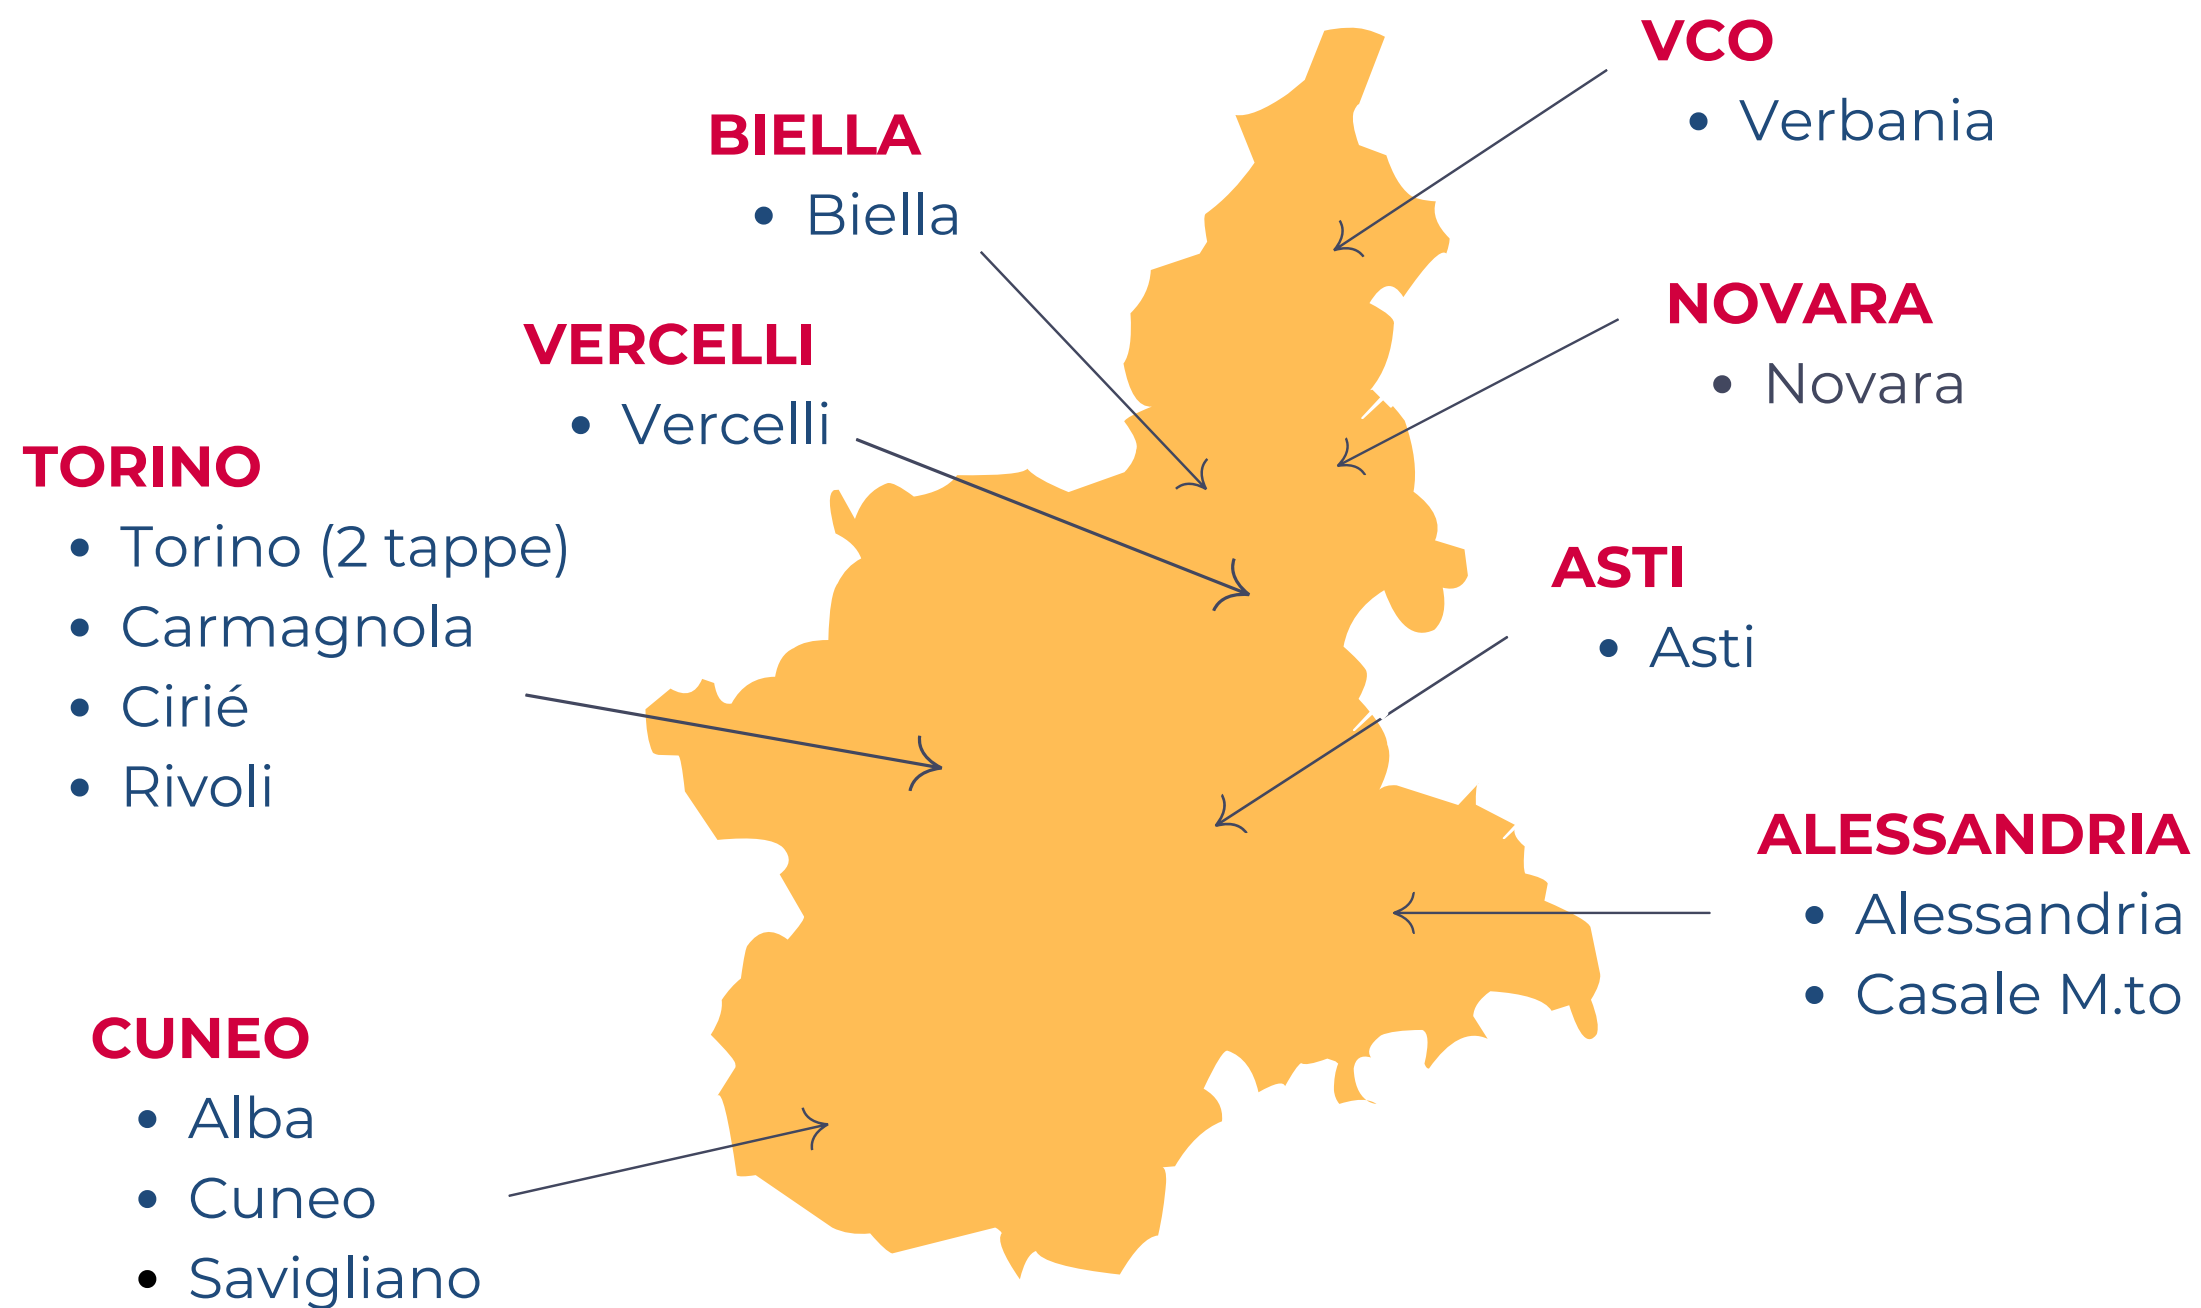 VCO
• Verbania
BIELLA
• Biella
NOVARA
• Novara
VERCELLI
• Vercelli
TORINO
• Torino (2 tappe)
• Carmagnola
• Cirié
• Rivoli
ASTI
• Asti
ALESSANDRIA
• Alessandria
• Casale M.to
CUNEO
• Alba
• Cuneo
• Savigliano